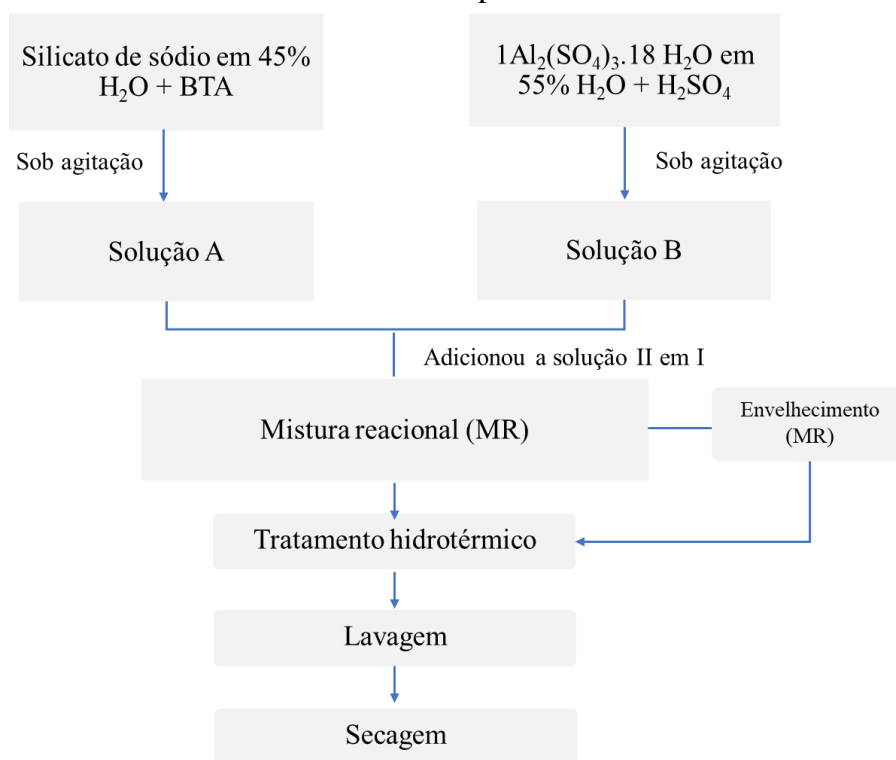 Silicato de sódio em 45%
H₂O + BTA
1Al₂(SO₄)₃.18 H₂O em
55% H₂O + H₂SO₄
Sob agitação
Sob agitação
Solução A
Solução B
Adicionou a solução II em I
Mistura reacional (MR)
Envelhecimento
(MR)
Tratamento hidrotérmico
Lavagem
Secagem